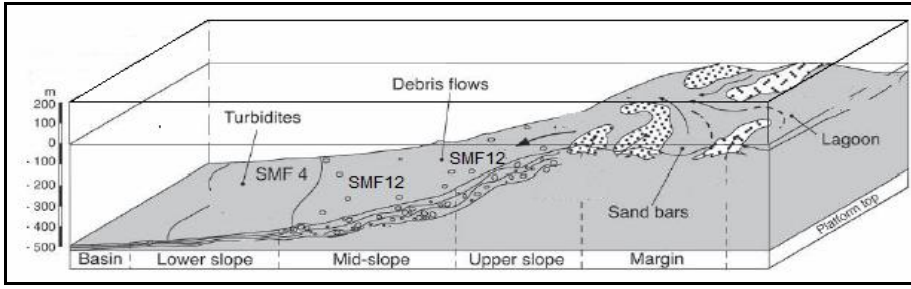 m
200
100
0
- 100
- 200
- 300
- 400
- 500
Debris flows
Turbidites
SMF 4
SMF12
SMF12
Lagoon
Sand bars
Platform top
Basin
Lower slope
Mid-slope
Upper slope
Margin